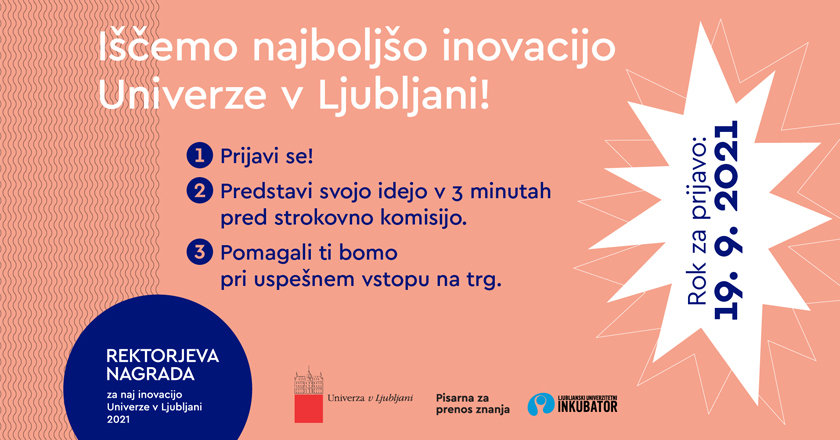 Iščemo najboljšo inovacijo
Univerze v Ljubljani!
1 Prijavi se!
2 Predstavi svojo idejo v 3 minutah
pred strokovno komisijo.
3 Pomagali ti bomo
pri uspešnem vstopu na trg.
Rok za prijavo:
19. 9. 2021
REKTORJEVA
NAGRADA
za naj inovacijo
Univerze v Ljubljani
2021
Univerza v Ljubljani
Pisarna za
prenos znanja
LJUBLJANSKI UNIVERZITETNI
INKUBATOR